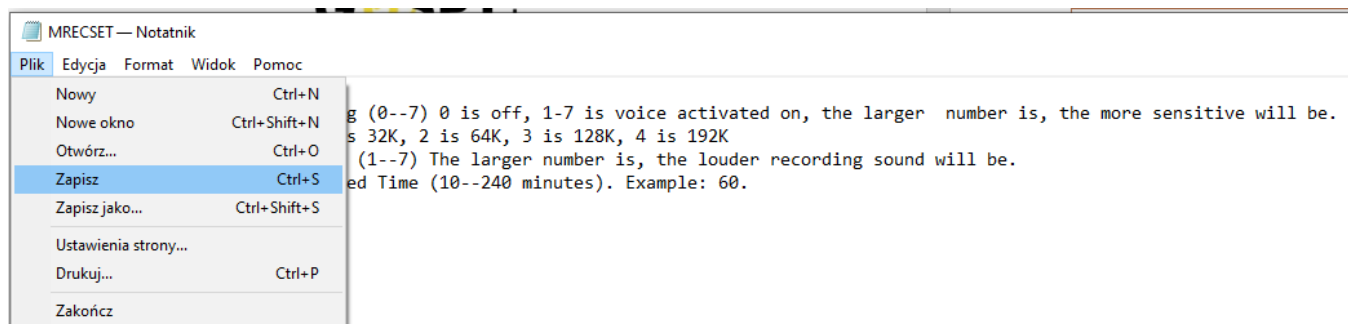 MRECSET — Notatnik
Plik Edycja Format Widok Pomoc
Nowy Ctrl+N
Nowe okno Ctrl+Shift+N
Otwórz... Ctrl+O
Zapisz Ctrl+S
Zapisz jako... Ctrl+Shift+S
Ustawienia strony...
Drukuj... Ctrl+P
Zakończ
g (0--7) 0 is off, 1-7 is voice activated on, the larger  number is, the more sensitive will be.
s 32K, 2 is 64K, 3 is 128K, 4 is 192K
(1--7) The larger number is, the louder recording sound will be.
ed Time (10--240 minutes). Example: 60.